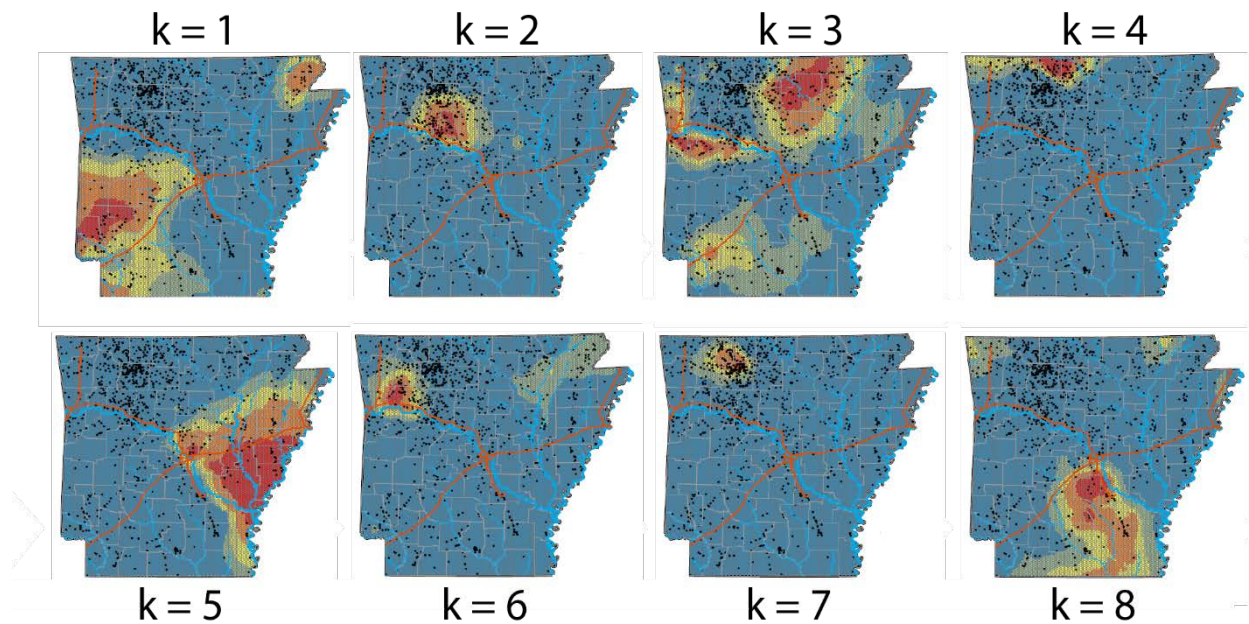 k = 1
k = 2
k = 3
k = 4
k = 5
k = 6
k = 7
k = 8